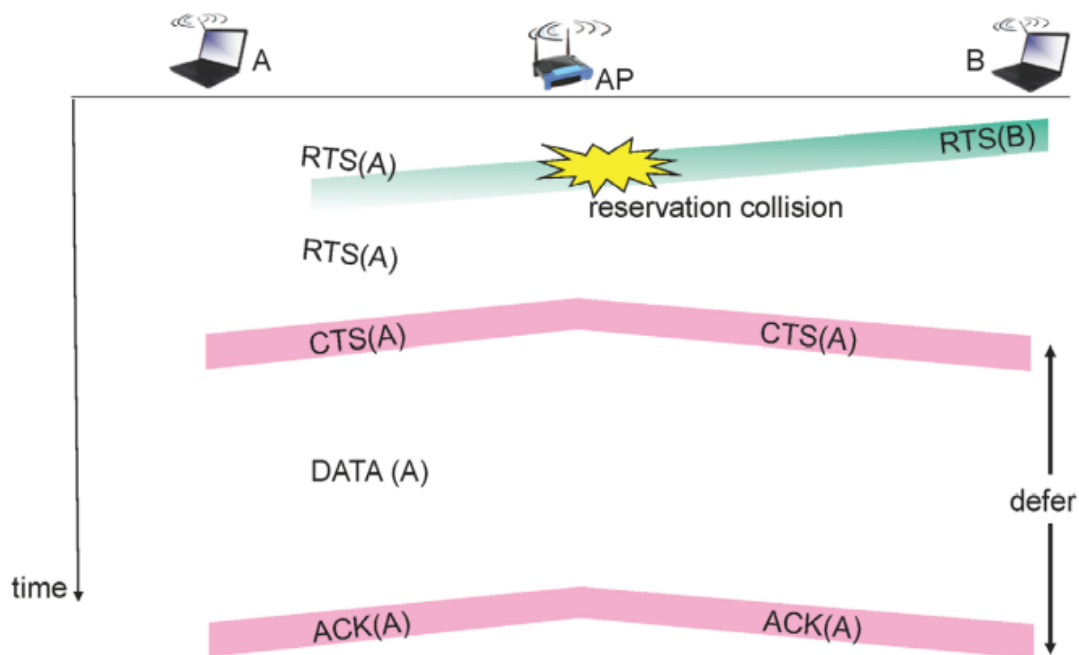 A
AP
B
RTS(A)
RTS(B)
reservation collision
RTS(A)
CTS(A)
CTS(A)
DATA (A)
defer
time
ACK(A)
ACK(A)